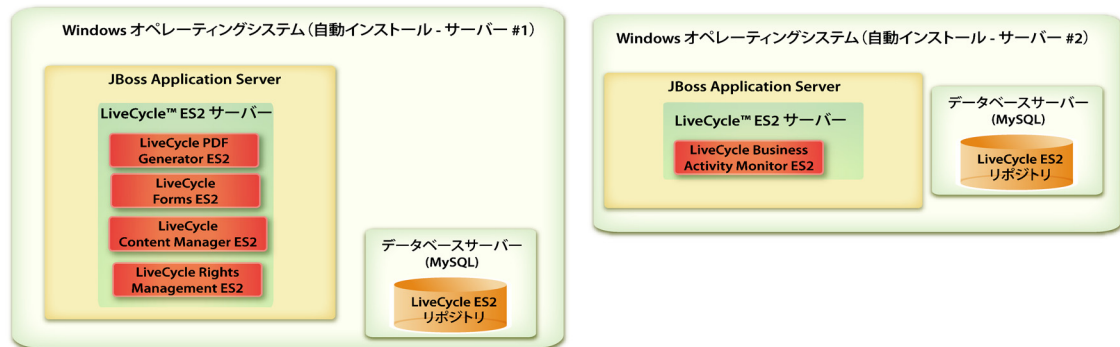 Windows オペレーティングシステム（自動インストール - サーバー #1）
JBoss Application Server
LiveCycle™ ES2 サーバー
LiveCycle PDF
Generator ES2
LiveCycle
Forms ES2
LiveCycle
Content Manager ES2
LiveCycle Rights
Management ES2
データベースサーバー
(MySQL)
LiveCycle ES2
リポジトリ
Windows オペレーティングシステム（自動インストール - サーバー #2）
JBoss Application Server
LiveCycle™ ES2 サーバー
LiveCycle Business
Activity Monitor ES2
データベースサーバー
(MySQL)
LiveCycle ES2
リポジトリ